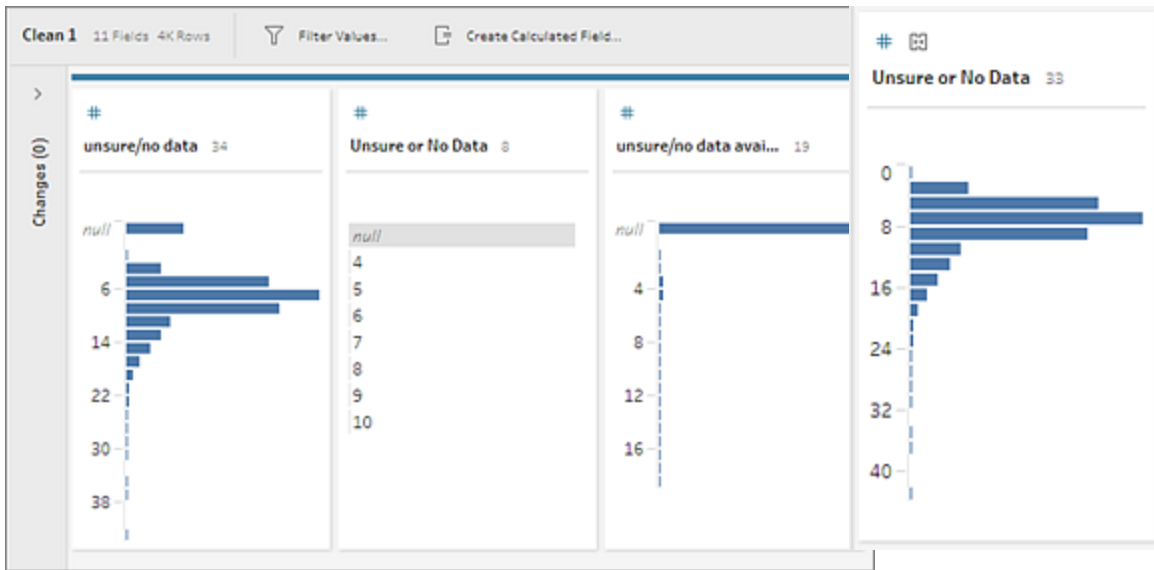 Clean 1 11 Fields 4K Rows Filter Values... Create Calculated Field...
Changes (0)
# unsure/no data 34
null
6
14
22
30
38
# Unsure or No Data 8
null
4
5
6
7
8
9
10
# unsure/no data avai... 19
null
4
8
12
16
# Unsure or No Data 33
0
8
16
24
32
40